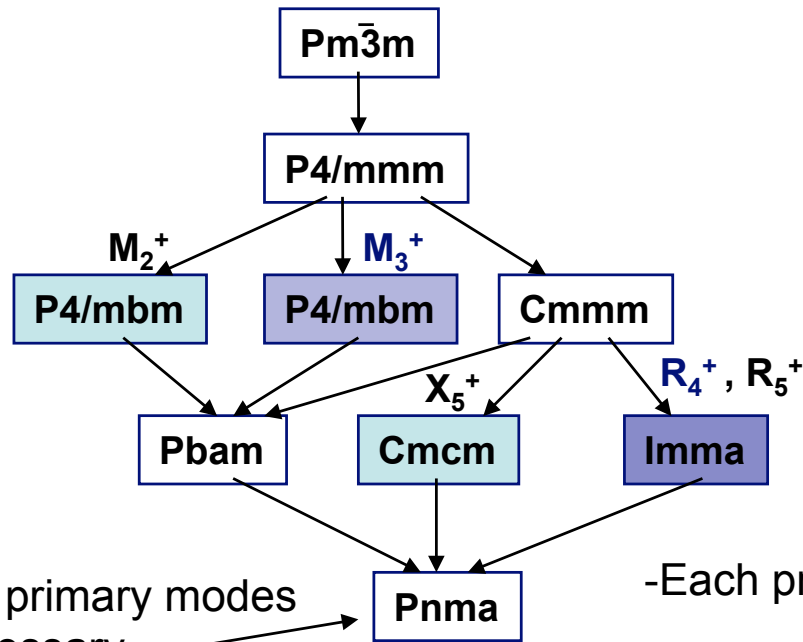 Pm3̄m
P4/mmm
M₂⁺ M₃⁺
P4/mbm P4/mbm Cmmm
X₅⁺ R₄⁺ , R₅⁺
Pbam Cmcm Imma
primary modes
Pnma
-Each